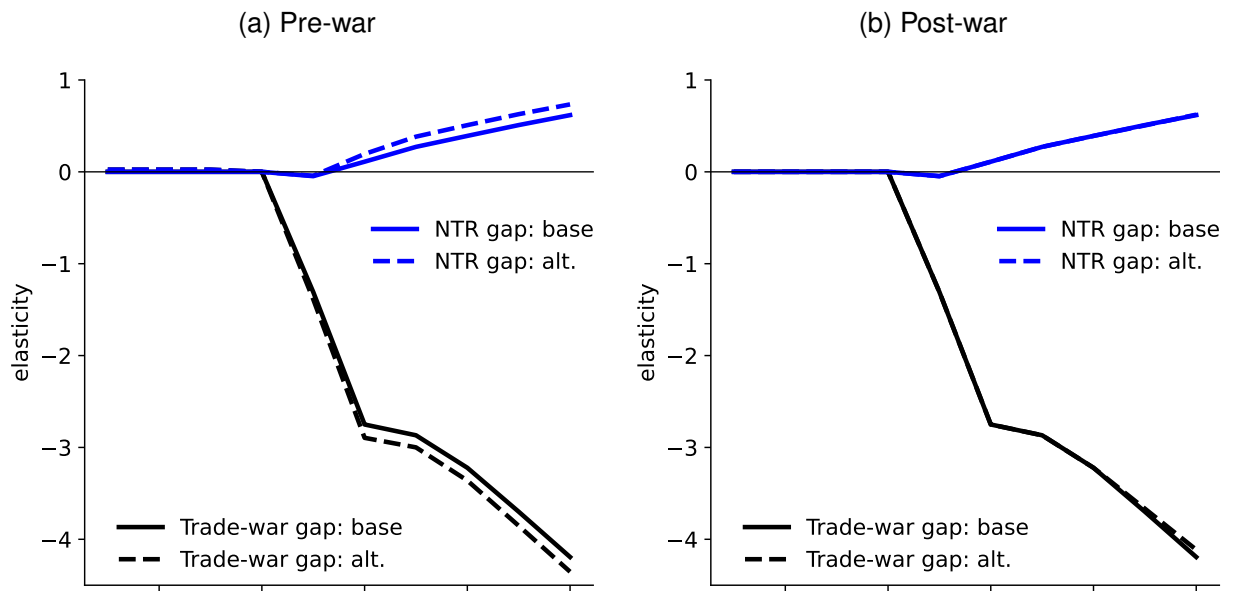 (a) Pre-war
1
0
−1
−2
−3
−4
elasticity
NTR gap: base
NTR gap: alt.
Trade-war gap: base
Trade-war gap: alt.
(b) Post-war
1
0
−1
−2
−3
−4
elasticity
NTR gap: base
NTR gap: alt.
Trade-war gap: base
Trade-war gap: alt.